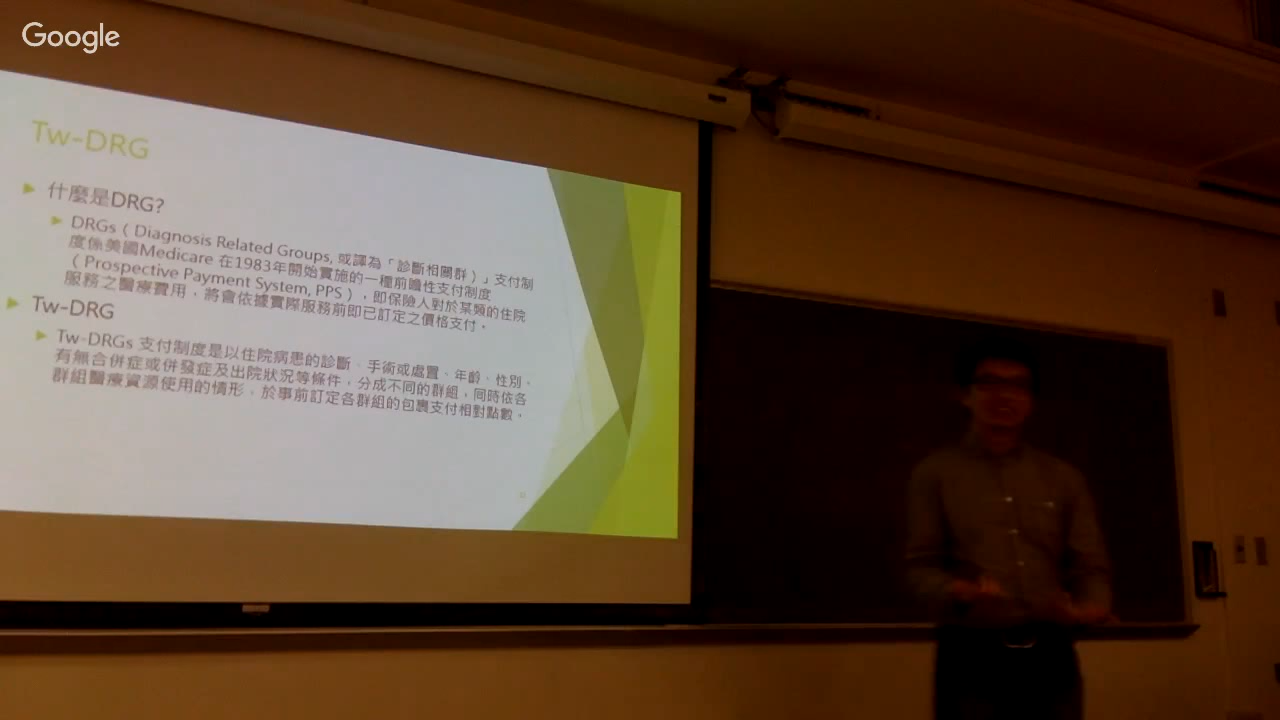 Google
Tw-DRG
什麼是DRG?
DRGs（Diagnosis Related Groups, 或譯為「診斷相關群）」支付制
度係美國Medicare 在1983年開始實施的一種前瞻性支付制度
（Prospective Payment System, PPS），即保險人對於某類的住院
服務之醫療費用，將會依據實際服務前即已訂定之價格支付。
Tw-DRG
Tw-DRGs 支付制度是以住院病患的診斷、手術或處置、年齡、性別、
有無合併症或併發症及出院狀況等條件，分成不同的群組，同時依各
群組醫療資源使用的情形，於事前訂定各群組的包裹支付相對點數。